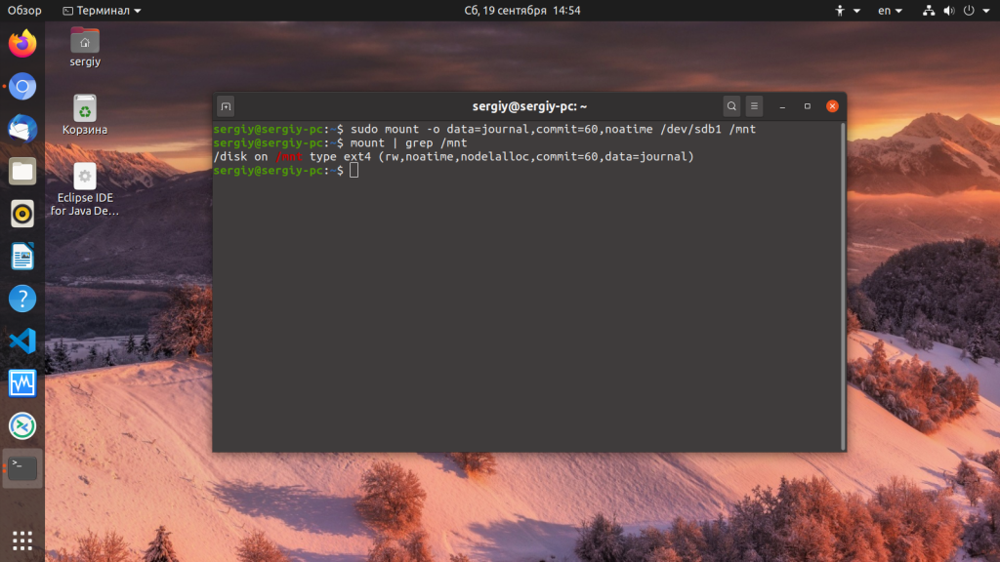 Обзор
Терминал
Сб, 19 сентября 14:54
en
sergiy
Корзина
Eclipse IDE
for Java De…
sergiy@sergiy-pc: ~
sergiy@sergiy-pc:~$ sudo mount -o data=journal,commit=60,noatime /dev/sdb1 /mnt
sergiy@sergiy-pc:~$ mount | grep /mnt
/disk on /mnt type ext4 (rw,noatime,nodelalloc,commit=60,data=journal)
sergiy@sergiy-pc:~$